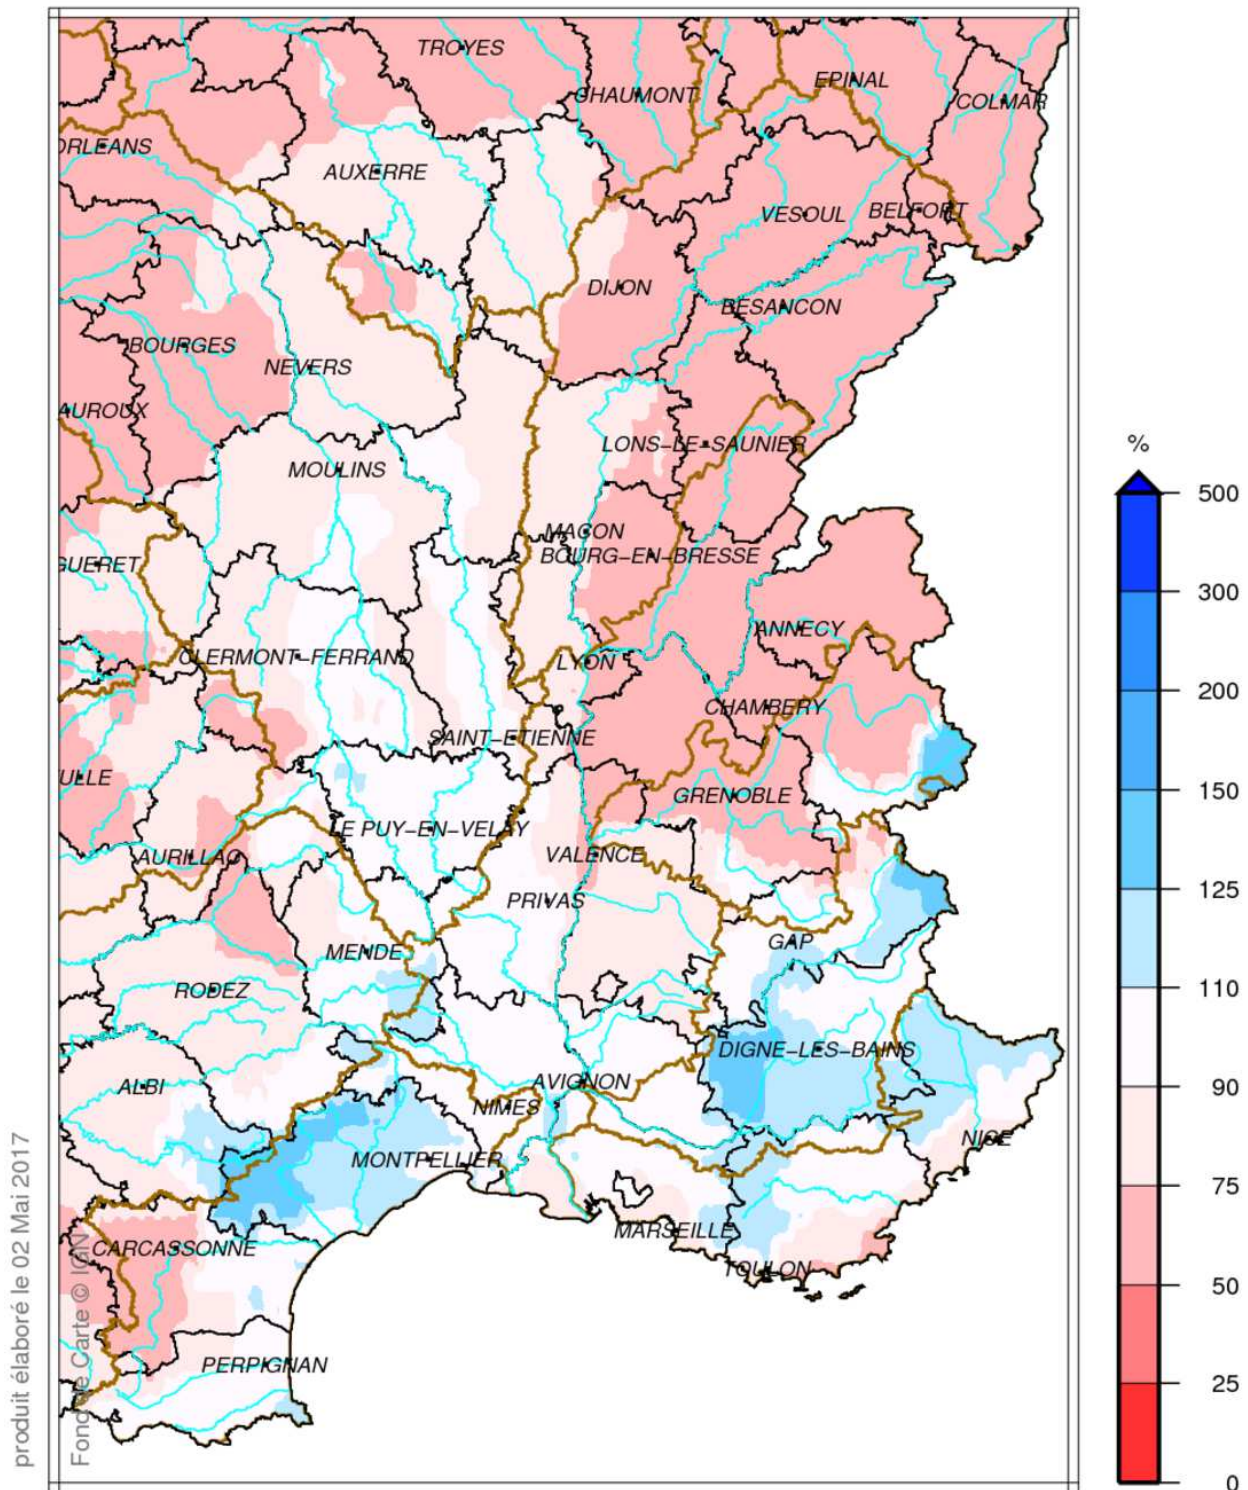 TROYES
CHAUMONT
EPINAL
COLMAR
ORLEANS
AUXERRE
VESOUL
BELFORT
DIJON
BESANCON
BOURGES
NEVERS
AUROUX
LONS-LE-SAUNIER
MOULINS
MACON
BOURG-EN-BRESSE
GUERET
ANNECY
CLERMONT-FERRAND
LYON
CHAMBERY
SAINT-ETIENNE
ULLE
GRENOBLE
LE PUY-EN-VELAY
AURILLAC
VALENCE
PRIVAS
GAP
MENDE
RODEZ
DIGNE-LES-BAINS
ALBI
AVIGNON
NIMES
NICE
MONTPELLIER
MARSEILLE
CARCASSONNE
TOULON
PERPIGNAN
%
500
300
200
150
125
110
90
75
50
25
0
produit élaboré le 02 Mai 2017
Fond de Carte © IGN